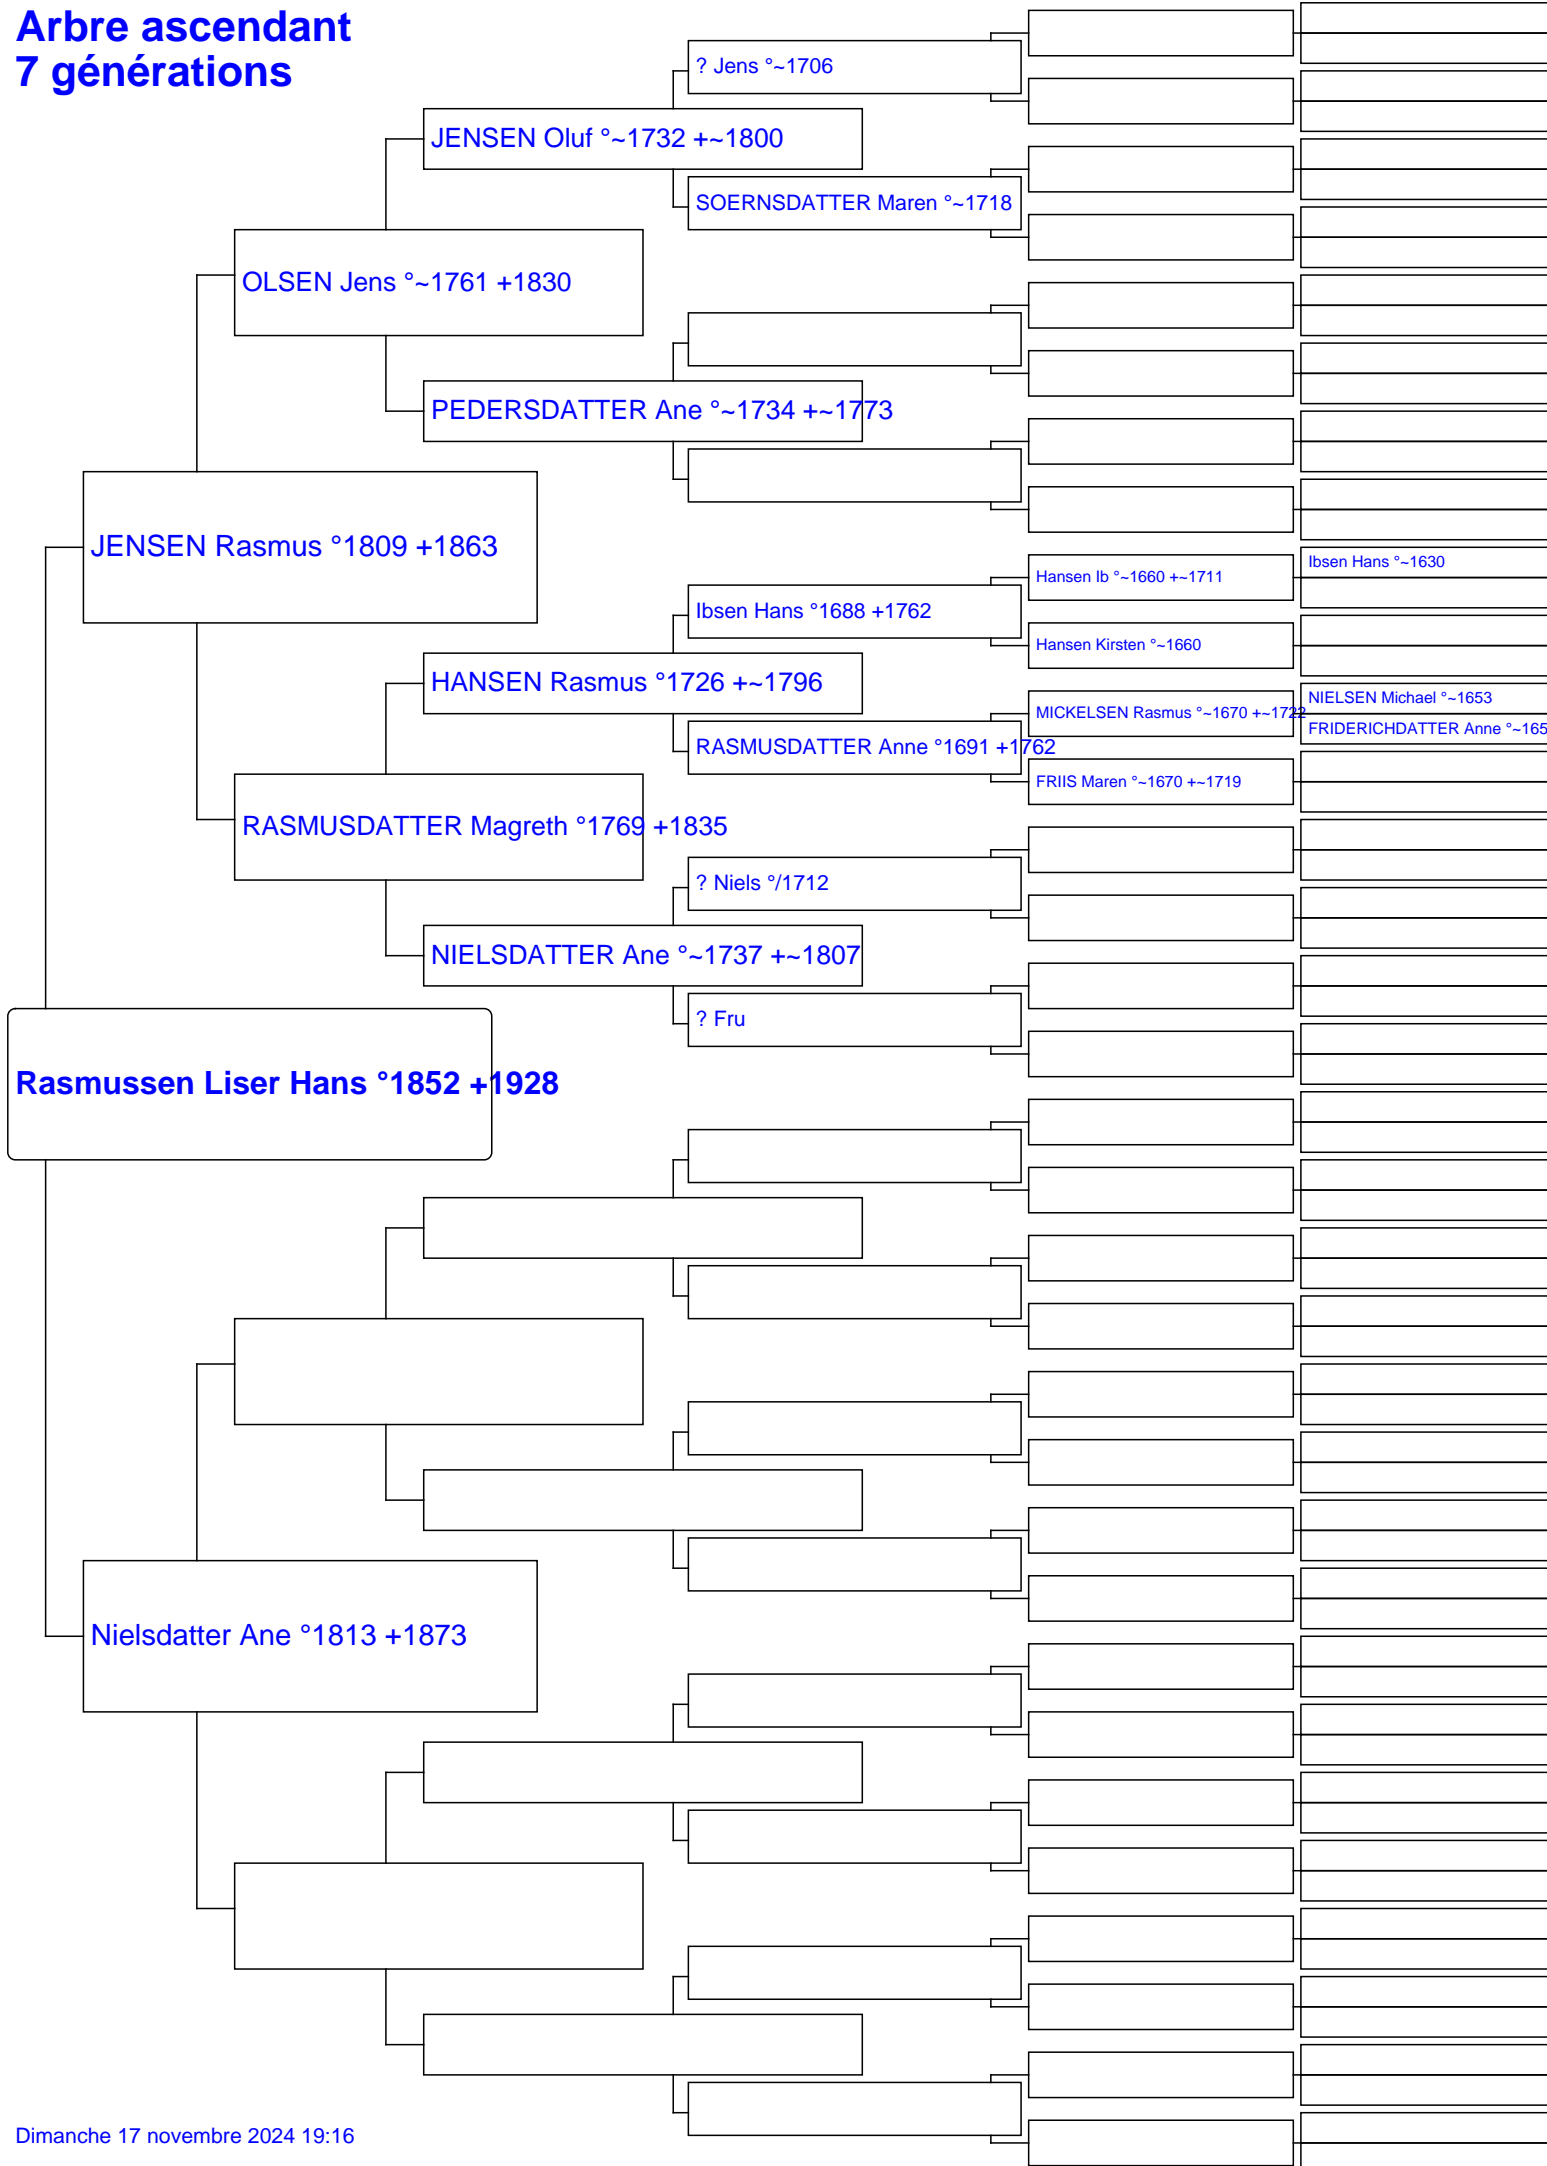 Arbre ascendant
7 générations
? Jens °~1706
JENSEN Oluf °~1732 +~1800
SOERNSDATTER Maren °~1718
OLSEN Jens °~1761 +1830
PEDERSDATTER Ane °~1734 +~1773
JENSEN Rasmus °1809 +1863
Ibsen Hans °~1630
Hansen Ib °~1660 +~1711
Ibsen Hans °1688 +1762
Hansen Kirsten °~1660
HANSEN Rasmus °1726 +~1796
NIELSEN Michael °~1653
MICKELSEN Rasmus °~1670 +~1722
FRIDERICHDATTER Anne °~165
RASMUSDATTER Anne °1691 +1762
FRIIS Maren °~1670 +~1719
RASMUSDATTER Magreth °1769 +1835
? Niels °/1712
NIELSDATTER Ane °~1737 +~1807
? Fru
Rasmussen Liser Hans °1852 +1928
Nielsdatter Ane °1813 +1873
Dimanche 17 novembre 2024 19:16